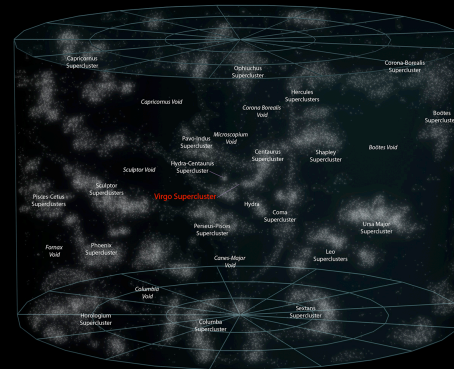 Capricornus
Supercluster
Ophiuchus
Supercluster
Corona-Borealis
Supercluster
Hercules
Superclusters
Capricornus Void
Corona Borealis
Void
Boötes
Supercluster
Microscopium
Void
Pavo-Indus
Supercluster
Boötes Void
Centaurus
Supercluster
Shapley
Supercluster
Hydra-Centaurus
Supercluster
Sculptor Void
Sculptor
Superclusters
Virgo Supercluster
Pisces-Cetus
Superclusters
Hydra
Coma
Supercluster
Perseus-Pisces
Supercluster
Ursa Major
Supercluster
Fornax
Void
Phoenix
Supercluster
Leo
Superclusters
Canes-Major
Void
Columbia
Void
Horologium
Supercluster
Columba
Supercluster
Sextans
Supercluster